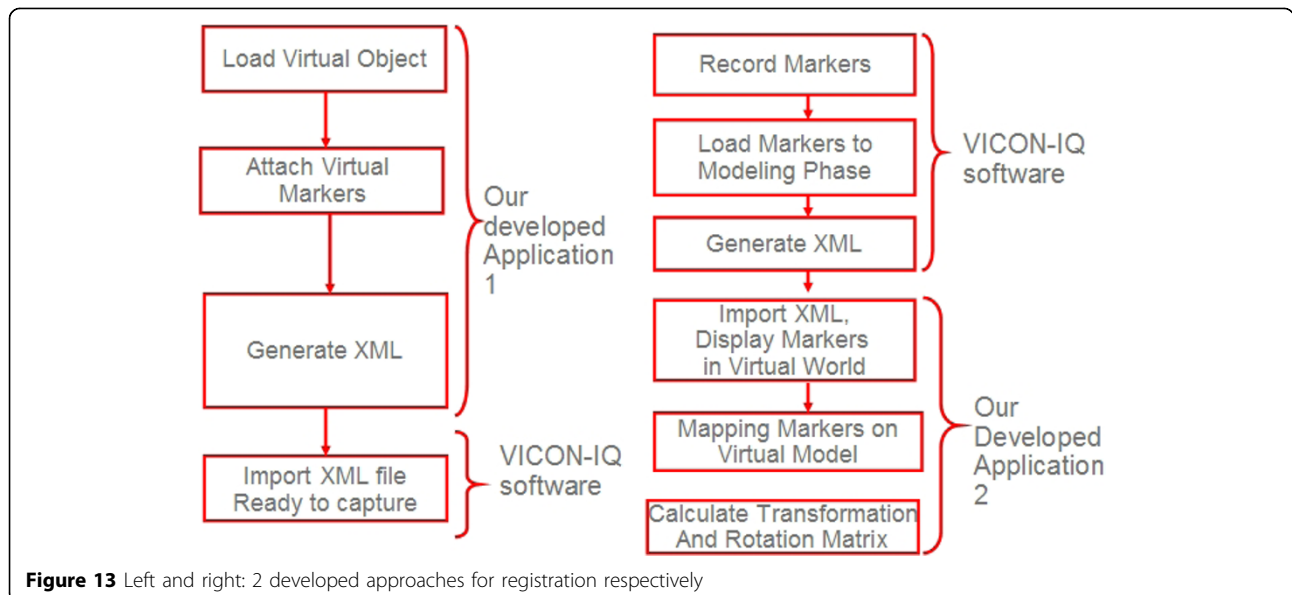 Load Virtual Object
Attach Virtual
Markers
Generate XML
Import XML file
Ready to capture
Our
developed
Application
1
VICON-IQ
software
Record Markers
Load Markers to
Modeling Phase
Generate XML
Import XML,
Display Markers
in Virtual World
Mapping Markers on
Virtual Model
Calculate Transformation
And Rotation Matrix
VICON-IQ
software
Our
Developed
Application
2
Figure 13 Left and right: 2 developed approaches for registration respectively